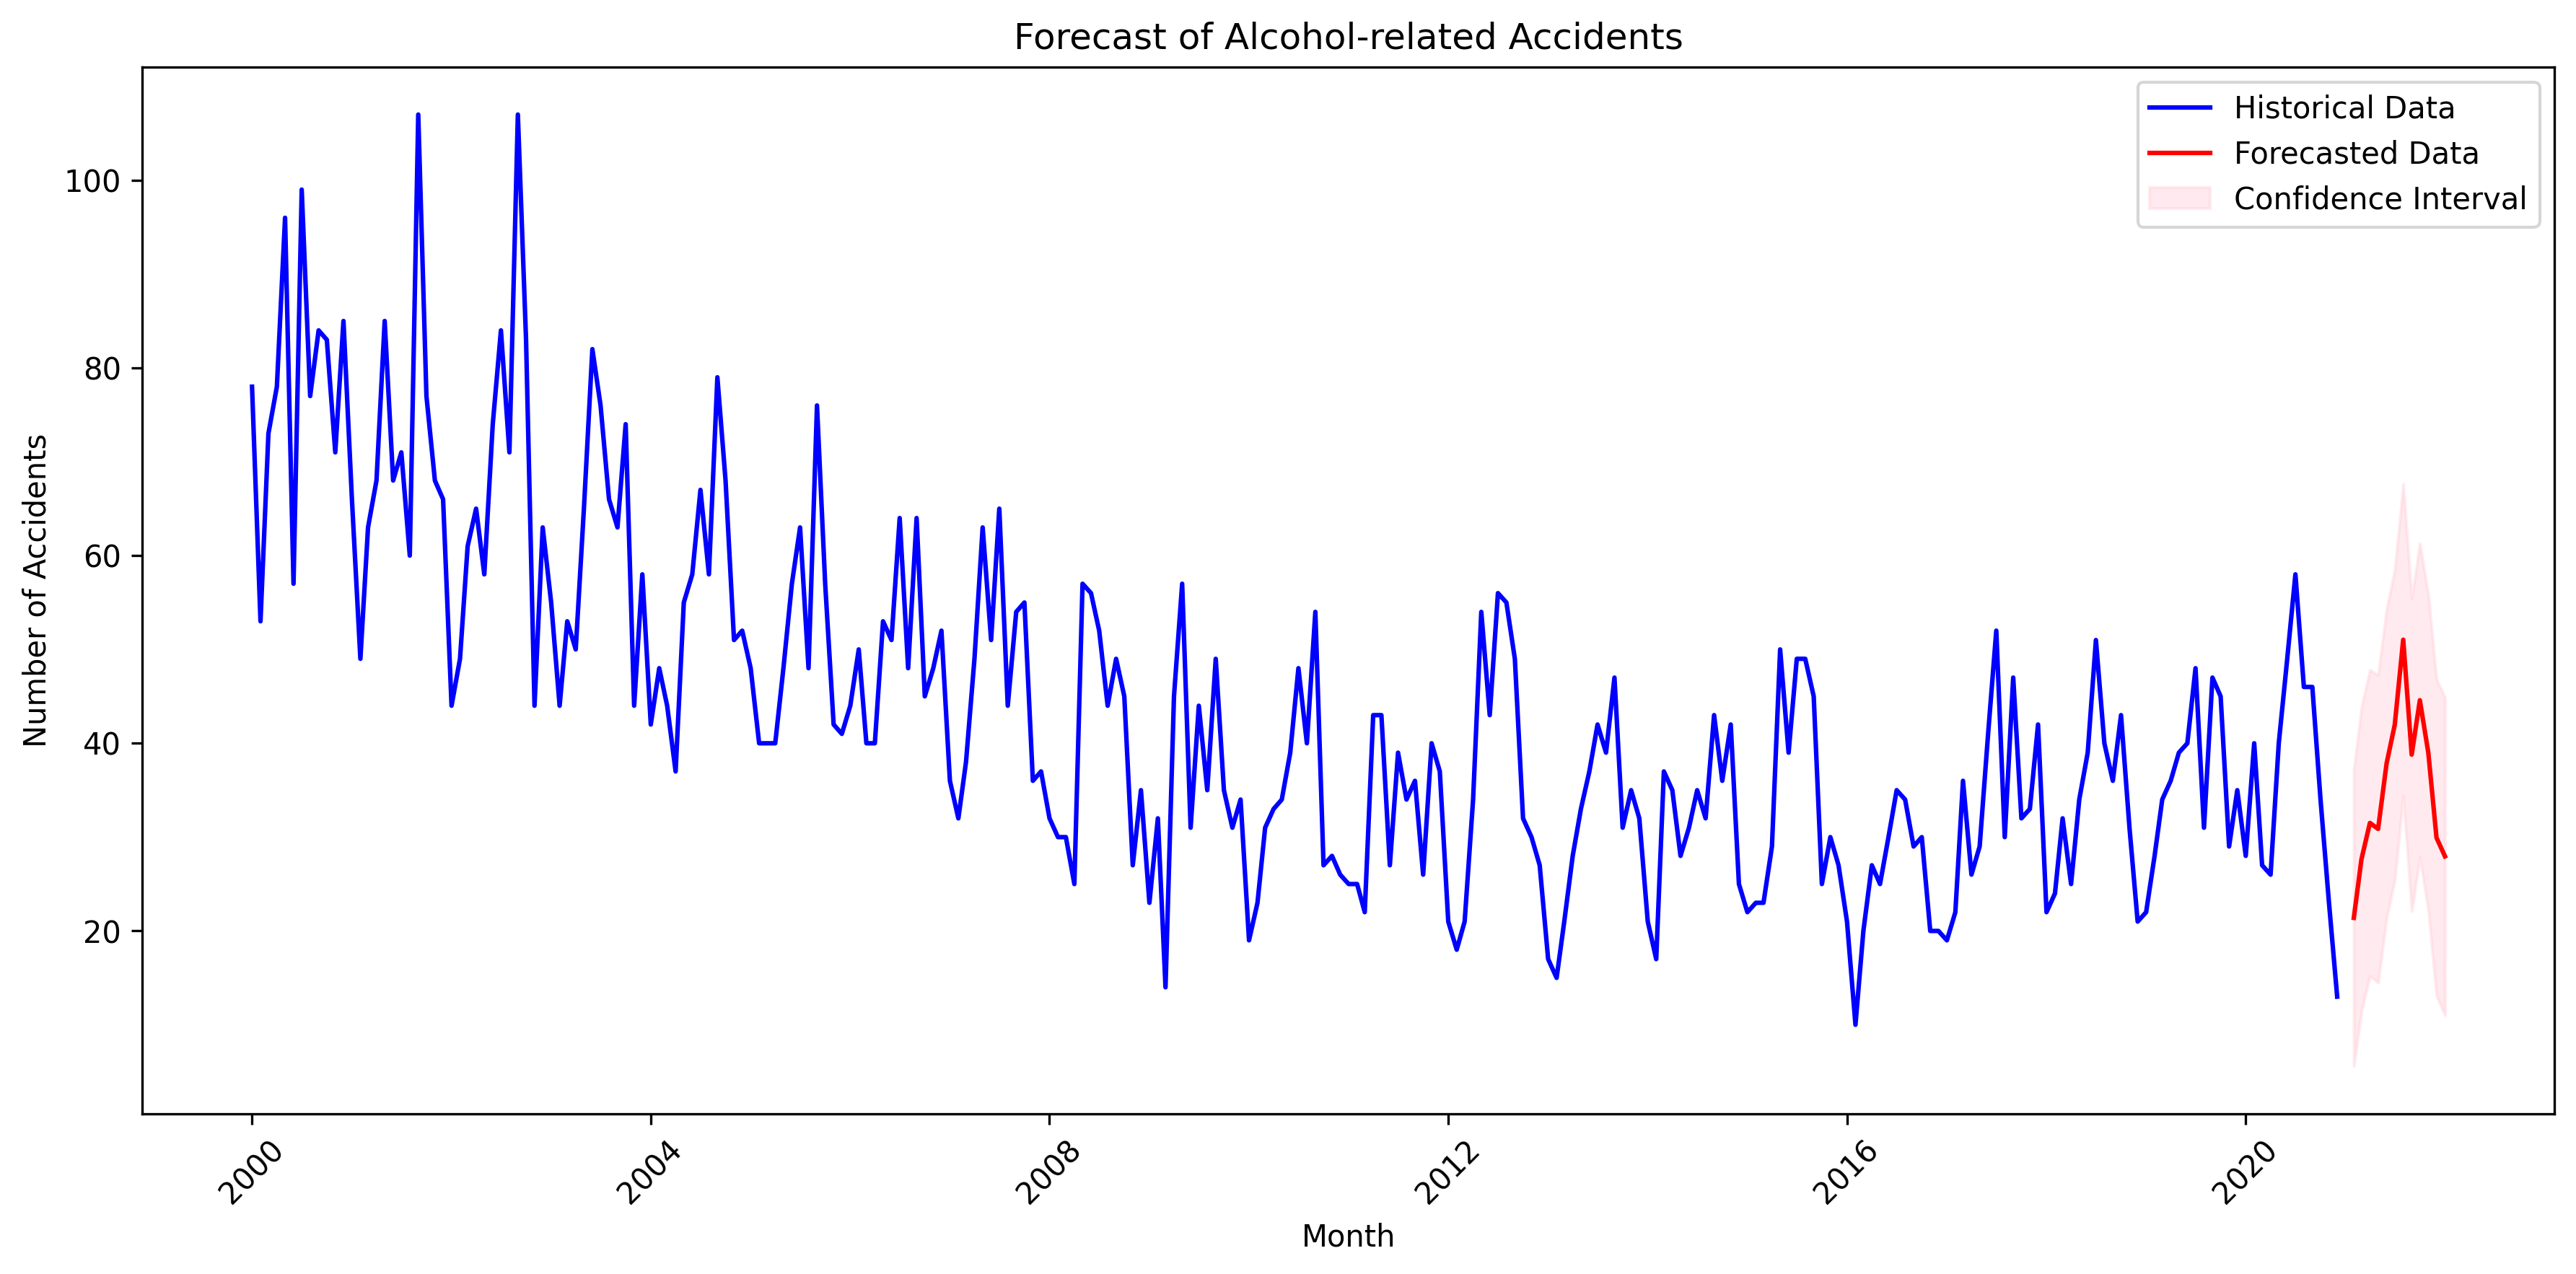 Forecast of Alcohol-related Accidents
Historical Data
Forecasted Data
Confidence Interval
Number of Accidents
100
80
60
40
20
2000
2004
2008
2012
2016
2020
Month